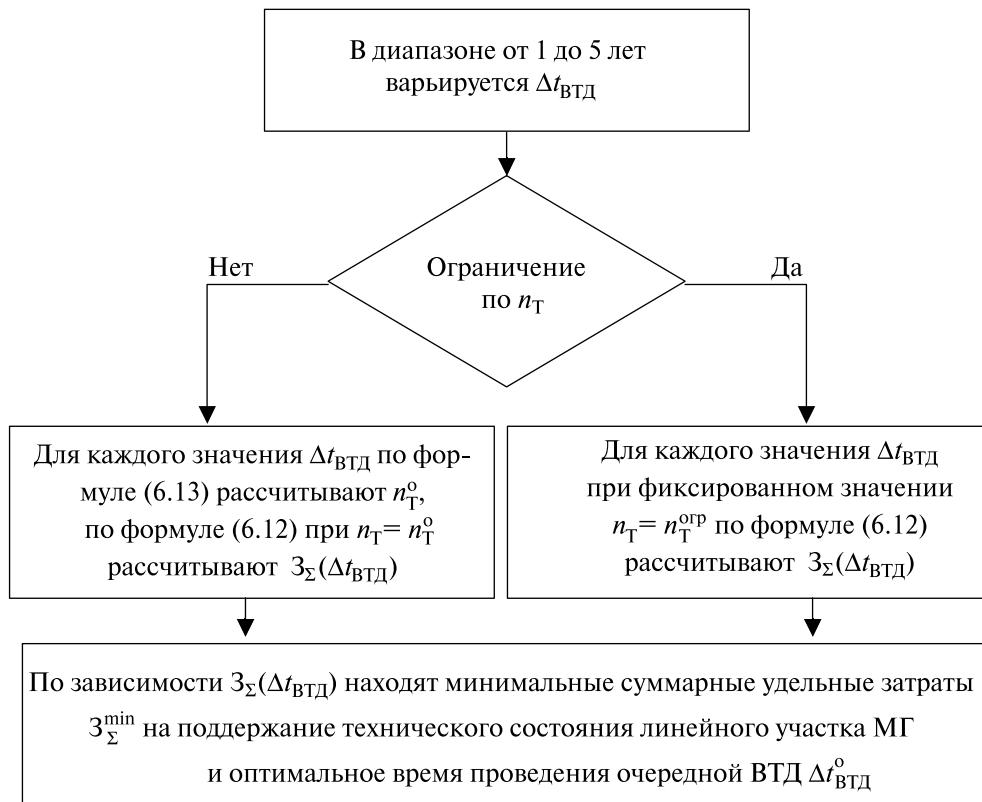 В диапазоне от 1 до 5 лет
варьируется Δt_ВТД
Ограничение
по n_Т
Нет
Да
Для каждого значения Δt_ВТД по фор-
муле (6.13) рассчитывают n_Т^о,
по формуле (6.12) при n_Т = n_Т^о
рассчитывают З_Σ(Δt_ВТД)
Для каждого значения Δt_ВТД
при фиксированном значении
n_Т = n_Т^огр по формуле (6.12)
рассчитывают З_Σ(Δt_ВТД)
По зависимости З_Σ(Δt_ВТД) находят минимальные суммарные удельные затраты
З_Σ^min на поддержание технического состояния линейного участка МГ
и оптимальное время проведения очередной ВТД Δt_ВТД^о